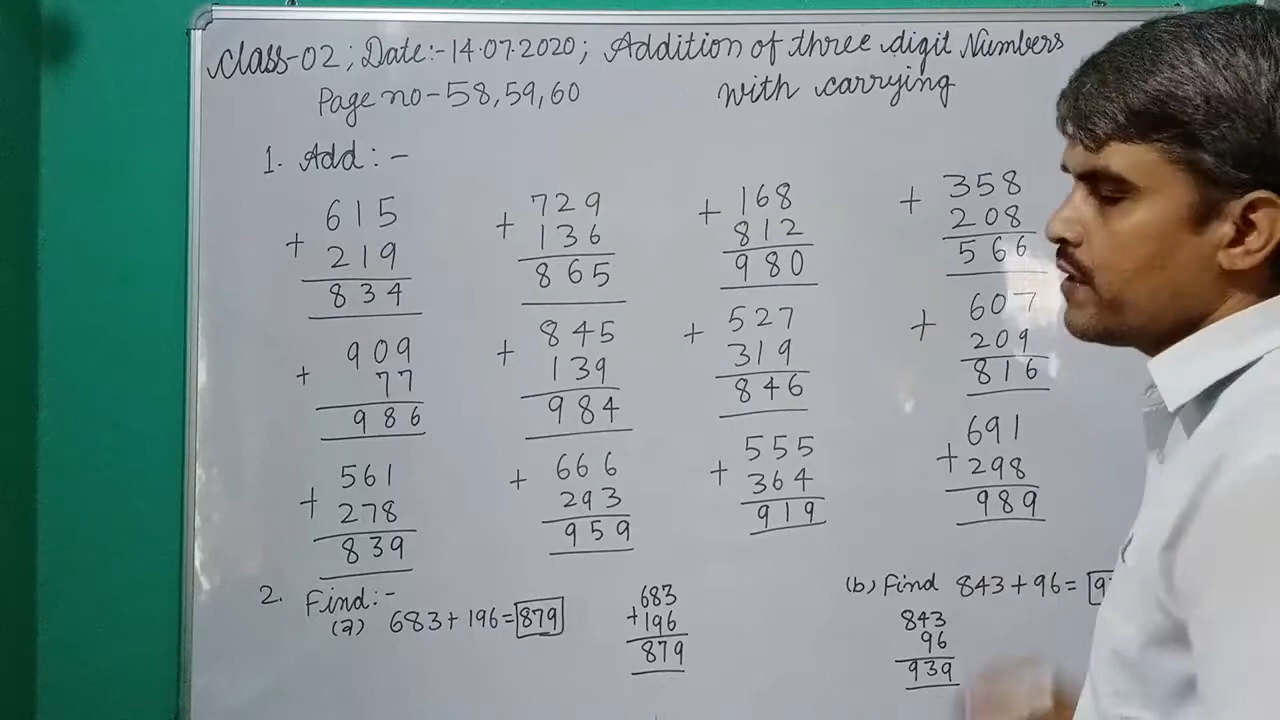 Class-02; Date:-14.07.2020; Addition of three digit Numbers
Page no-58,59,60 with carrying
1. Add:-
615 729 168 358
+ 219 + 136 + 812 + 208
834 865 980 566
909 845 527 607
+ 77 + 139 + 319 + 209
986 984 846 816
561 666 555 691
+ 278 + 293 + 364 + 298
839 959 919 989
2. Find:- (b) Find 843+96=
(a) 683+196=879
683 843
+196 96
879 939